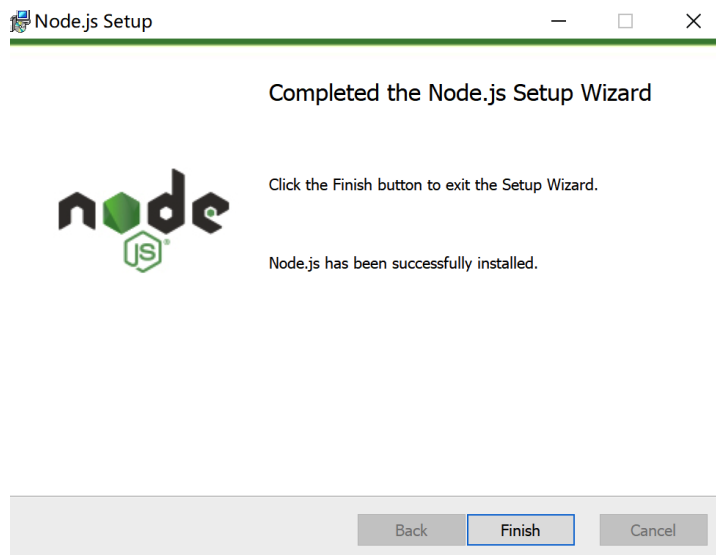 Node.js Setup
Completed the Node.js Setup Wizard
Click the Finish button to exit the Setup Wizard.
node
JS®
Node.js has been successfully installed.
Back
Finish
Cancel